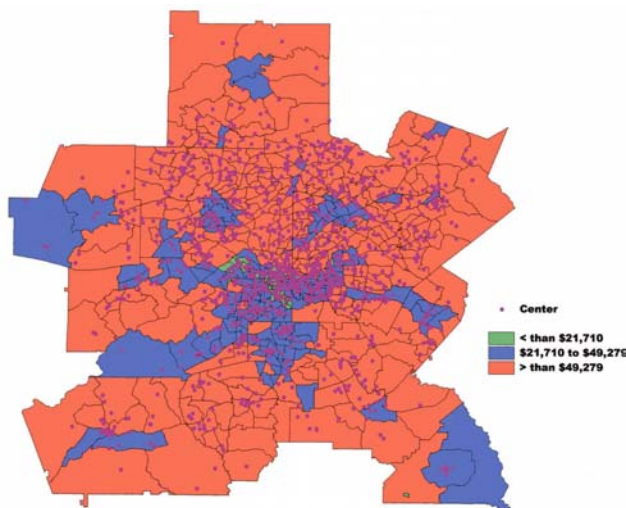 Center
< than $21,710
$21,710 to $49,279
> than $49,279